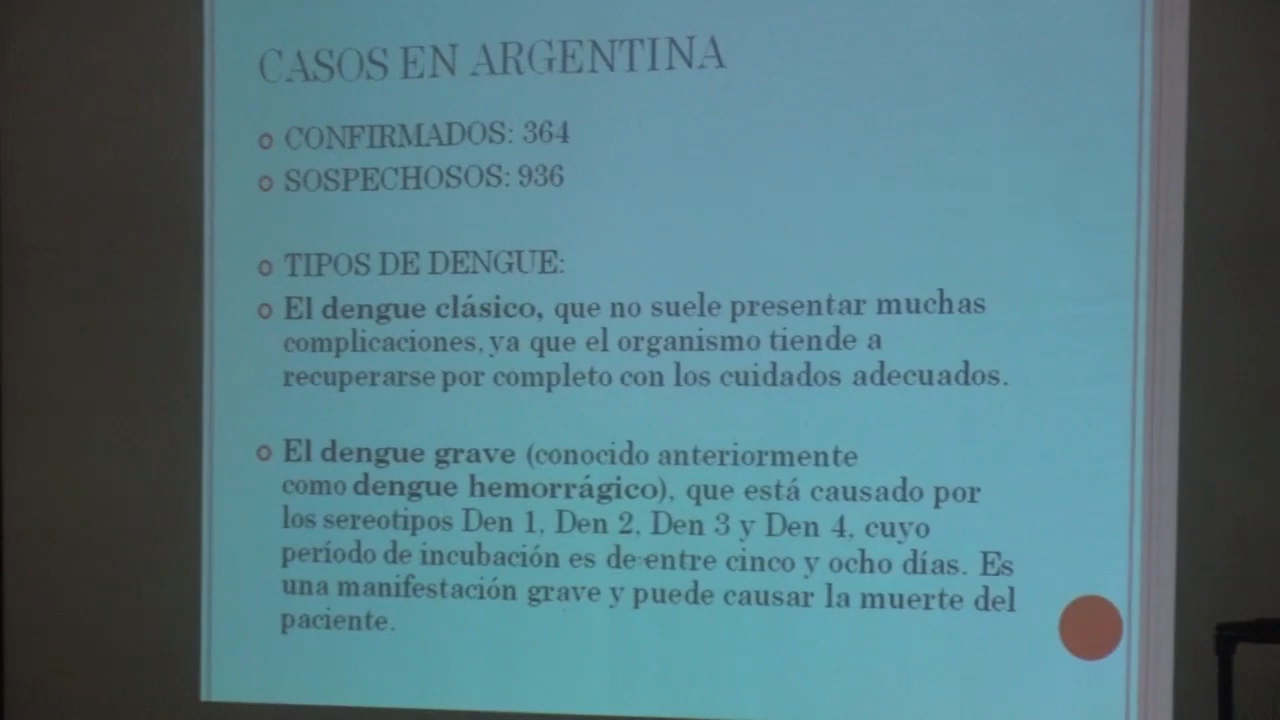 CASOS EN ARGENTINA
CONFIRMADOS: 364
SOSPECHOSOS: 936
TIPOS DE DENGUE:
El dengue clásico, que no suele presentar muchas
complicaciones, ya que el organismo tiende a
recuperarse por completo con los cuidados adecuados.
El dengue grave (conocido anteriormente
como dengue hemorrágico), que está causado por
los sereotipos Den 1, Den 2, Den 3 y Den 4, cuyo
período de incubación es de entre cinco y ocho días. Es
una manifestación grave y puede causar la muerte del
paciente.